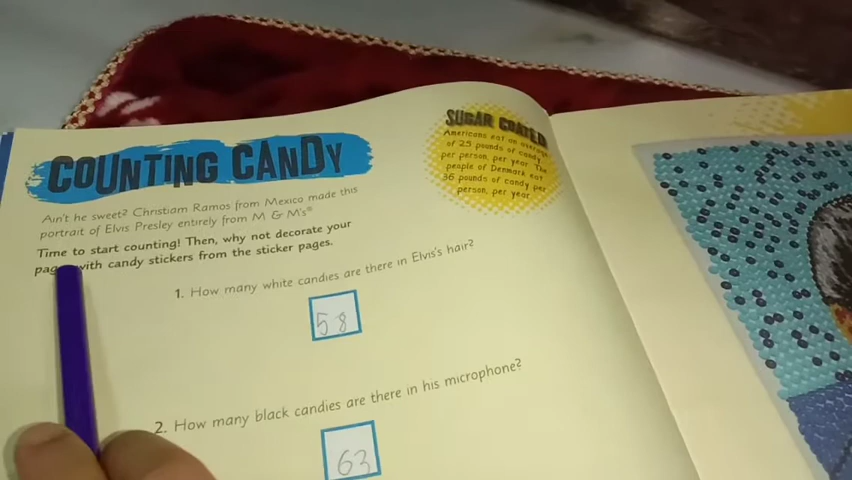 COUNTING CANDY
Ain't he sweet? Christiam Ramos from Mexico made this
portrait of Elvis Presley entirely from M & M's®
Time to start counting! Then, why not decorate your
with candy stickers from the sticker pages.
SUGAR COATED
Americans eat an average
of 25 pounds of candy
per person, per year. The
people of Denmark eat
36 pounds of candy per
person, per year.
1. How many white candies are there in Elvis's hair?
58
2. How many black candies are there in his microphone?
63